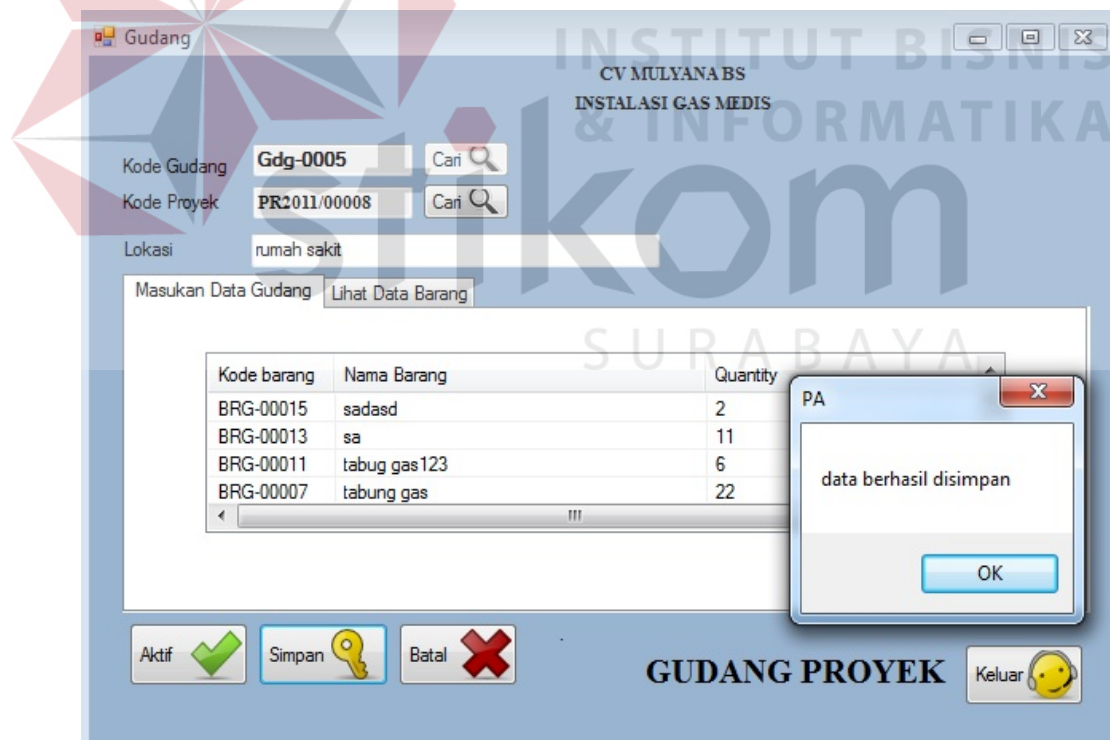 Gudang
INSTITUT BISNIS
& INFORMATIKA
stikom
SURABAYA
CV MULYANA BS
INSTALASI GAS MEDIS
Kode Gudang Gdg-0005 Cari
Kode Proyek PR2011/00008 Cari
Lokasi rumah sakit
Masukan Data Gudang Lihat Data Barang
Kode barang Nama Barang Quantity
BRG-00015 sadasd 2
BRG-00013 sa 11
BRG-00011 tabug gas123 6
BRG-00007 tabung gas 22
PA
data berhasil disimpan
OK
Aktif Simpan Batal
GUDANG PROYEK Keluar